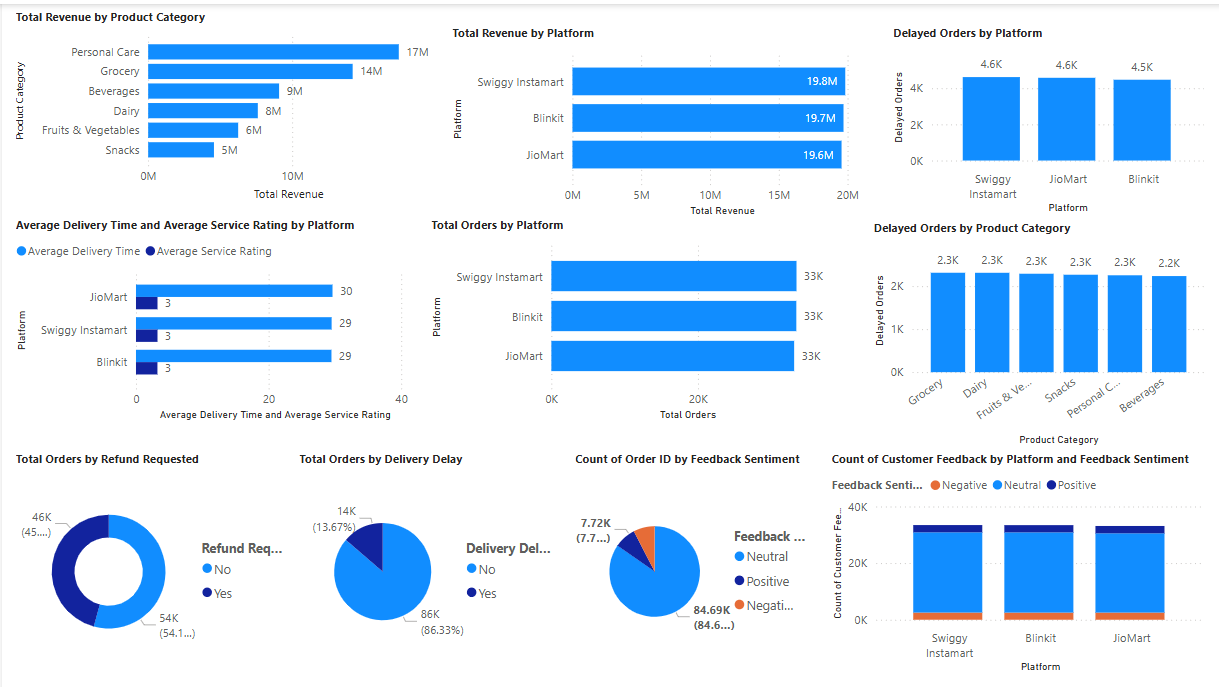 Total Revenue by Product Category
Product Category
Personal Care 17M
Grocery 14M
Beverages 9M
Dairy 8M
Fruits & Vegetables 6M
Snacks 5M
0M 10M
Total Revenue
Total Revenue by Platform
Platform
Swiggy Instamart 19.8M
Blinkit 19.7M
JioMart 19.6M
0M 5M 10M 15M 20M
Total Revenue
Delayed Orders by Platform
Delayed Orders
4.6K 4.6K 4.5K
4K
2K
0K
Swiggy Instamart JioMart Blinkit
Platform
Average Delivery Time and Average Service Rating by Platform
Average Delivery Time Average Service Rating
Platform
JioMart 30
3
Swiggy Instamart 29
3
Blinkit 29
3
0 20 40
Average Delivery Time and Average Service Rating
Total Orders by Platform
Platform
Swiggy Instamart 33K
Blinkit 33K
JioMart 33K
0K 20K
Total Orders
Delayed Orders by Product Category
Delayed Orders
2.3K 2.3K 2.3K 2.3K 2.3K 2.2K
2K
1K
0K
Grocery Dairy Fruits & Ve... Snacks Personal C... Beverages
Product Category
Total Orders by Refund Requested
46K
(45....)
54K
(54.1...)
Refund Req...
No
Yes
Total Orders by Delivery Delay
14K
(13.67%)
86K
(86.33%)
Delivery Del...
No
Yes
Count of Order ID by Feedback Sentiment
7.72K
(7.7...)
84.69K
(84.6...)
Feedback ...
Neutral
Positive
Negati...
Count of Customer Feedback by Platform and Feedback Sentiment
Feedback Senti... Negative Neutral Positive
Count of Customer Fee...
40K
20K
0K
Swiggy Instamart Blinkit JioMart
Platform